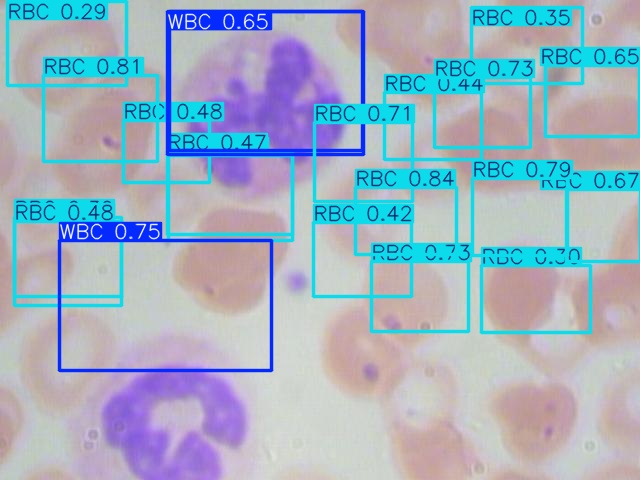 RBC 0.29
WBC 0.65
RBC 0.35
RBC 0.81
RBC 0.73
RBC 0.65
RBC 0.44
RBC 0.48
RBC 0.71
RBC 0.47
RBC 0.84
RBC 0.79
RBC 0.67
RBC 0.48
RBC 0.42
WBC 0.75
RBC 0.73
RBC 0.30